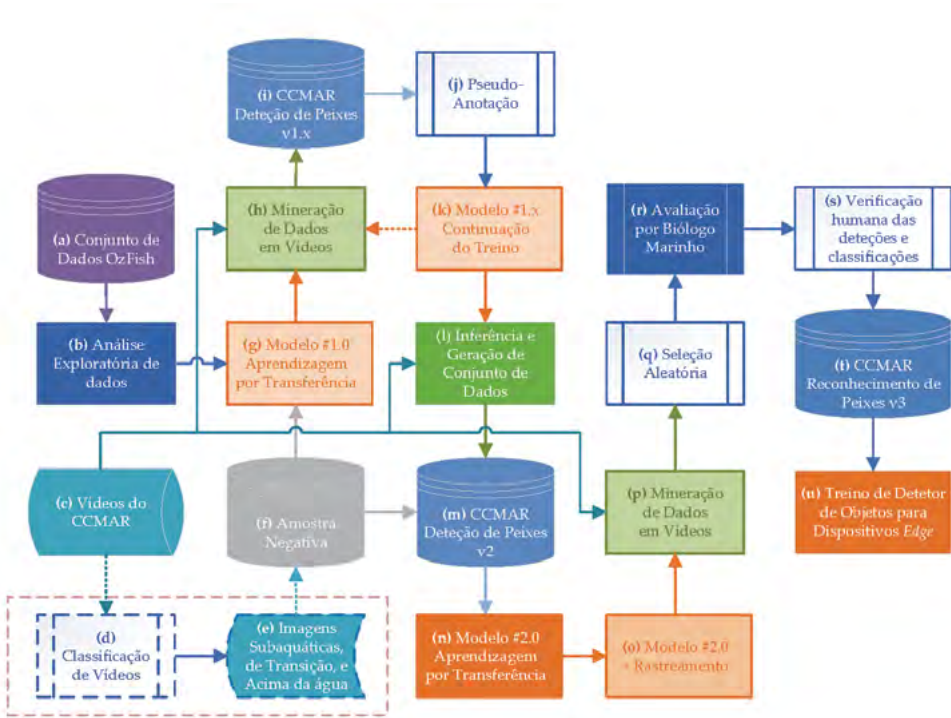 (a) Conjunto de
Dados OzFish
(b) Análise
Exploratória de
dados
(c) Vídeos do
CCMAR
(d)
Classificação
de Vídeos
(e) Imagens
Subaquáticas,
de Transição, e
Acima da água
(f) Amostra
Negativa
(g) Modelo #1.0
Aprendizagem
por Transferência
(h) Mineração
de Dados
em Vídeos
(i) CCMAR
Deteção de Peixes
v1.x
(j) Pseudo-
Anotação
(k) Modelo #1.x
Continuação
do Treino
(l) Inferência e
Geração de
Conjunto de
Dados
(m) CCMAR
Deteção de Peixes
v2
(n) Modelo #2.0
Aprendizagem
por Transferência
(o) Modelo #2.0
+ Rastreamento
(p) Mineração
de Dados
em Vídeos
(q) Seleção
Aleatória
(r) Avaliação
por Biólogo
Marinho
(s) Verificação
humana das
deteções e
classificações
(t) CCMAR
Reconhecimento de
Peixes v3
(u) Treino de Detetor
de Objetos para
Dispositivos Edge